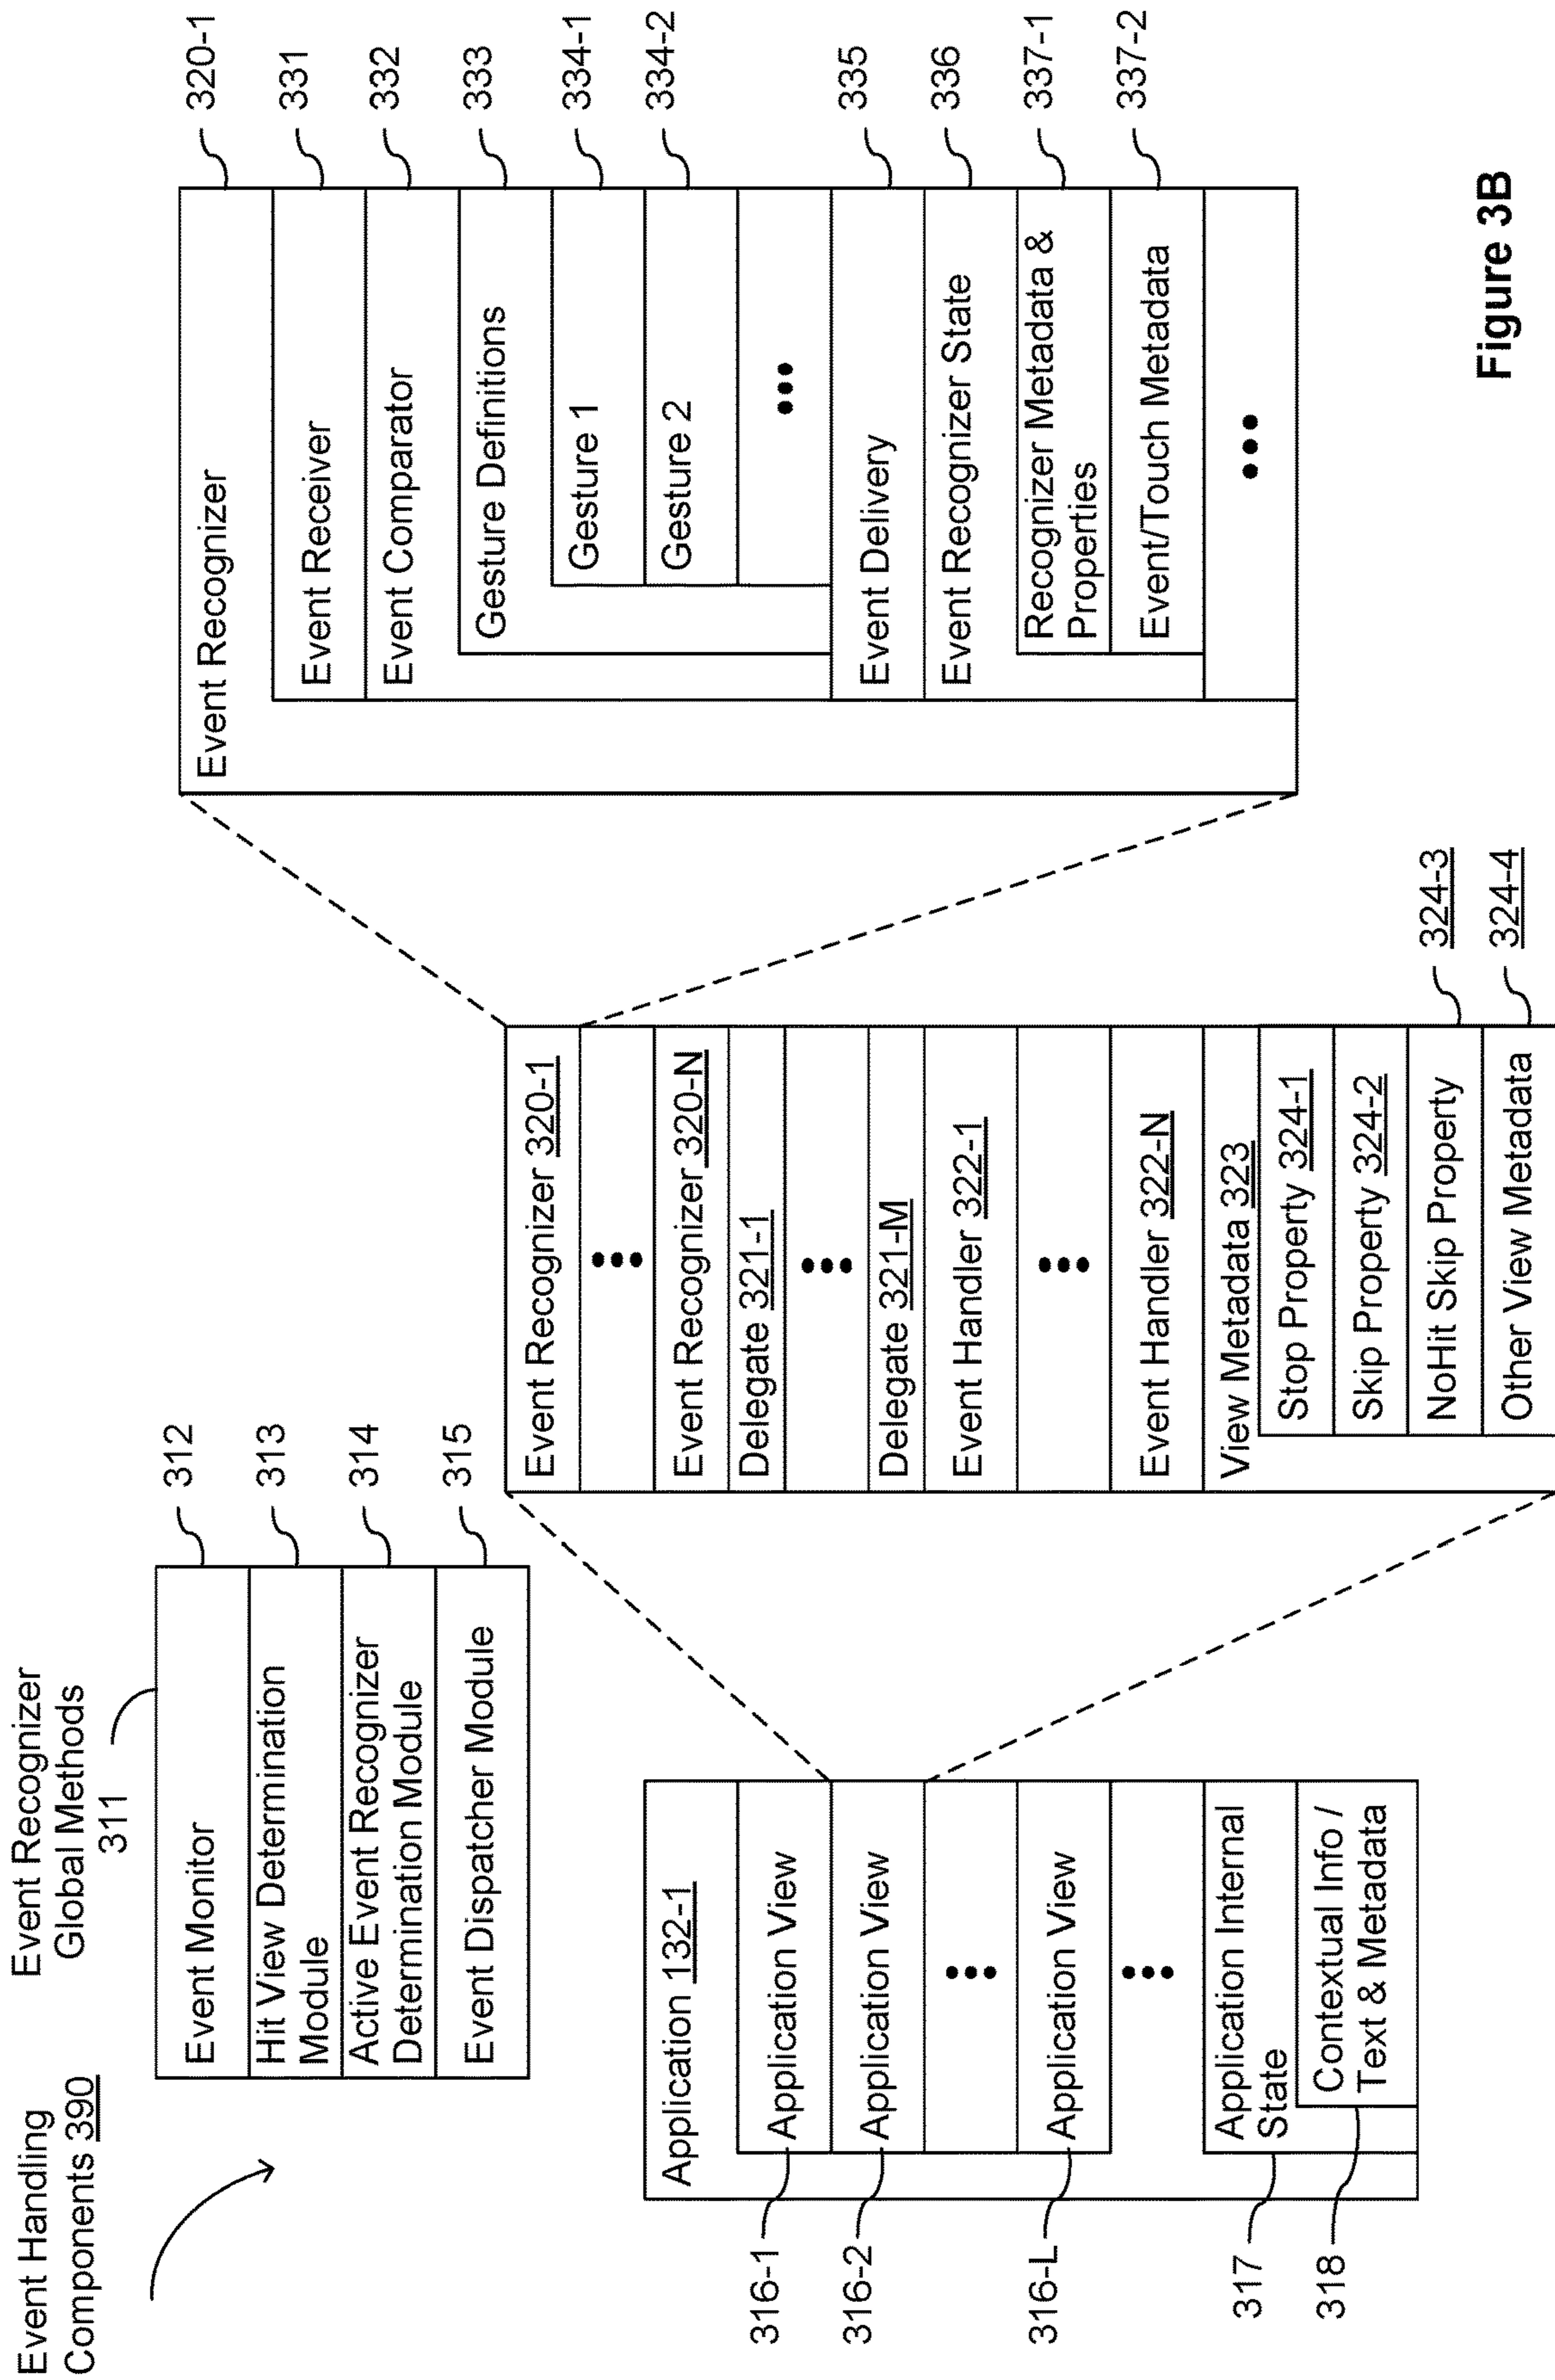 Event Handling
Components 390
Event Recognizer
Global Methods
311
Event Monitor
312
Hit View Determination
Module
313
Active Event Recognizer
Determination Module
314
Event Dispatcher Module
315
Application 132-1
316-1
Application View
316-2
Application View
•••
316-L
Application View
•••
317
Application Internal
State
318
Contextual Info /
Text & Metadata
Event Recognizer 320-1
•••
Event Recognizer 320-N
Delegate 321-1
•••
Delegate 321-M
Event Handler 322-1
•••
Event Handler 322-N
View Metadata 323
Stop Property 324-1
Skip Property 324-2
NoHit Skip Property
324-3
Other View Metadata
324-4
Event Recognizer
320-1
Event Receiver
331
Event Comparator
332
Gesture Definitions
333
Gesture 1
334-1
Gesture 2
334-2
•••
Event Delivery
335
Event Recognizer State
336
Recognizer Metadata &
Properties
337-1
Event/Touch Metadata
337-2
•••
Figure 3B